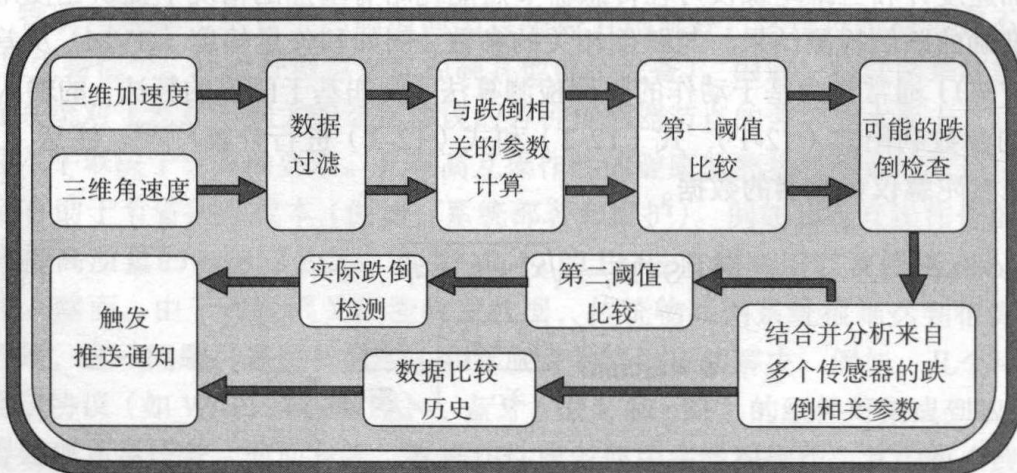 三维加速度
三维角速度
数据
过滤
与跌倒相
关的参数
计算
第一阈值
比较
可能的跌
倒检查
结合并分析来自
多个传感器的跌
倒相关参数
第二阈值
比较
实际跌倒
检测
数据比较
历史
触发
推送通知